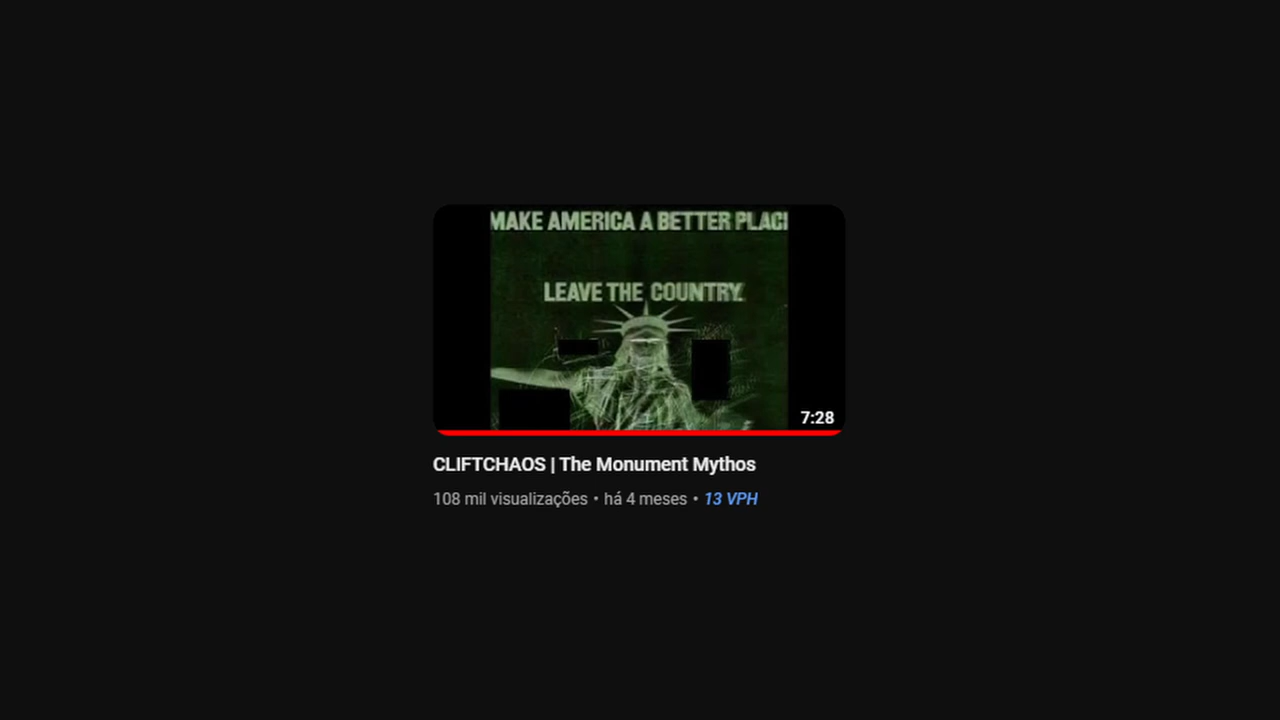 MAKE AMERICA A BETTER PLAC
LEAVE THE COUNTRY.
7:28
CLIFTCHAOS | The Monument Mythos
108 mil visualizações • há 4 meses • 13 VPH